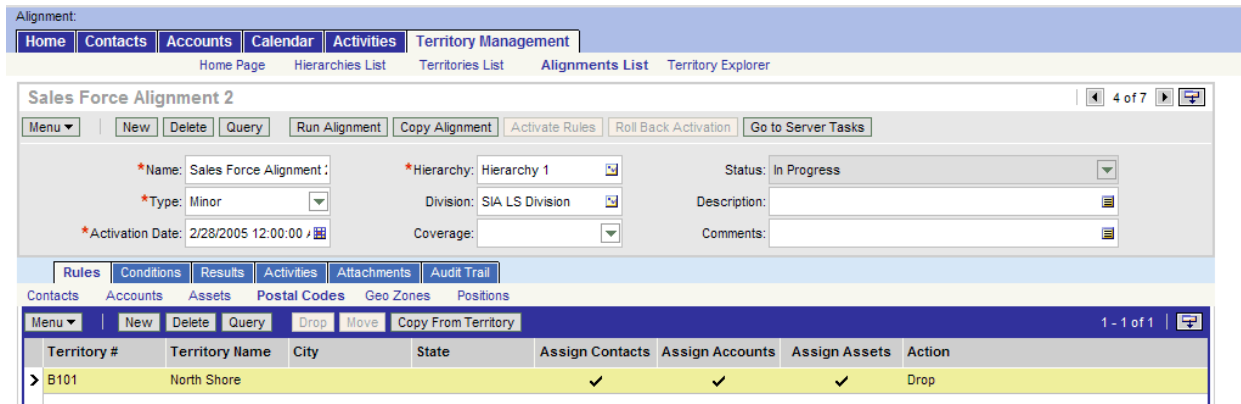 Alignment:
Home Contacts Accounts Calendar Activities Territory Management
Home Page Hierarchies List Territories List Alignments List Territory Explorer
Sales Force Alignment 2 4 of 7
Menu New Delete Query Run Alignment Copy Alignment Activate Rules Roll Back Activation Go to Server Tasks
*Name: Sales Force Alignment *Hierarchy: Hierarchy 1 Status: In Progress
*Type: Minor Division: SIA LS Division Description:
*Activation Date: 2/28/2005 12:00:00 Coverage: Comments:
Rules Conditions Results Activities Attachments Audit Trail
Contacts Accounts Assets Postal Codes Geo Zones Positions
Menu New Delete Query Drop Move Copy From Territory 1 - 1 of 1
Territory # Territory Name City State Assign Contacts Assign Accounts Assign Assets Action
B101 North Shore Drop